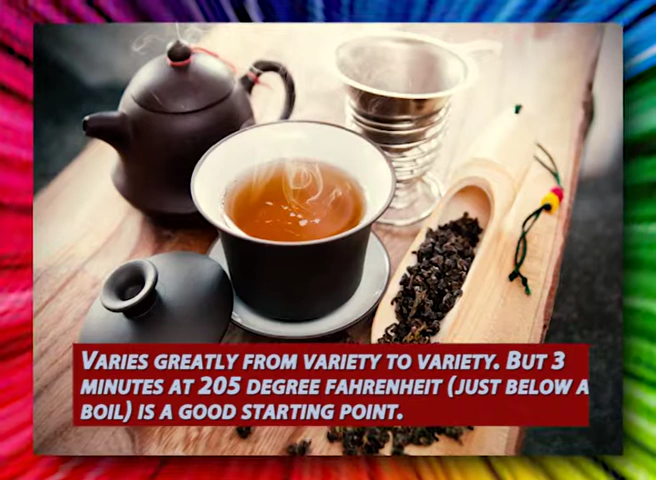 Varies greatly from variety to variety. But 3
minutes at 205 degree fahrenheit (just below a
boil) is a good starting point.